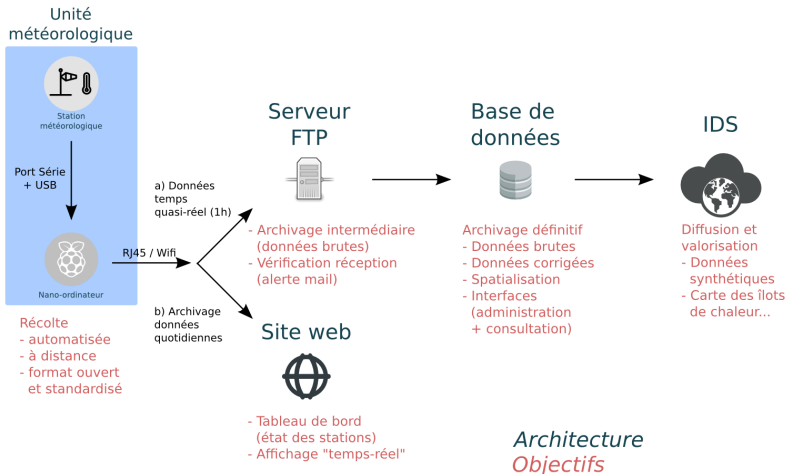 Unité
météorologique
Station
météorologique
Port Série
+ USB
Nano-ordinateur
Récolte
- automatisée
- à distance
- format ouvert
et standardisé
RJ45 / Wifi
a) Données
temps
quasi-réel (1h)
b) Archivage
données
quotidiennes
Serveur
FTP
- Archivage intermédiaire
(données brutes)
- Vérification réception
(alerte mail)
Site web
- Tableau de bord
(état des stations)
- Affichage "temps-réel"
Base de
données
Archivage définitif
- Données brutes
- Données corrigées
- Spatialisation
- Interfaces
(administration
+ consultation)
IDS
Diffusion et
valorisation
- Données
synthétiques
- Carte des îlots
de chaleur...
Architecture
Objectifs